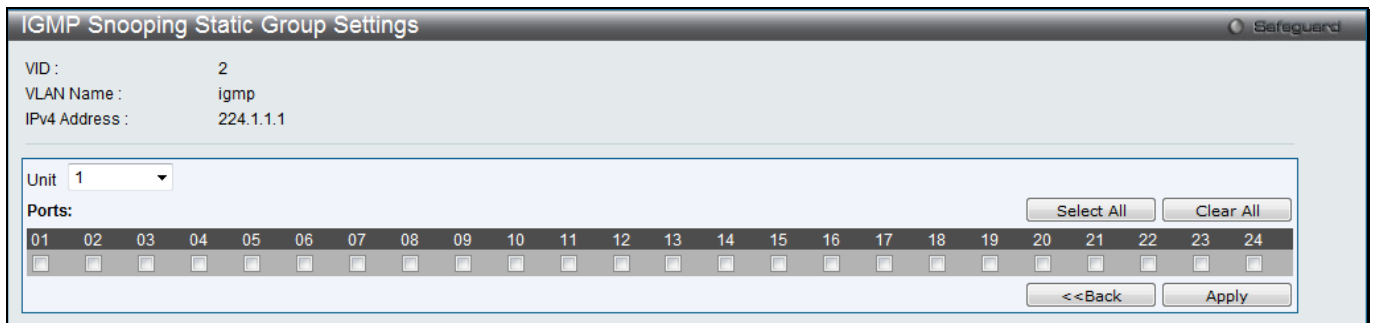 IGMP Snooping Static Group Settings Safeguard
VID : 2
VLAN Name : igmp
IPv4 Address : 224.1.1.1
Unit 1
Ports: Select All Clear All
01 02 03 04 05 06 07 08 09 10 11 12 13 14 15 16 17 18 19 20 21 22 23 24
<<Back Apply